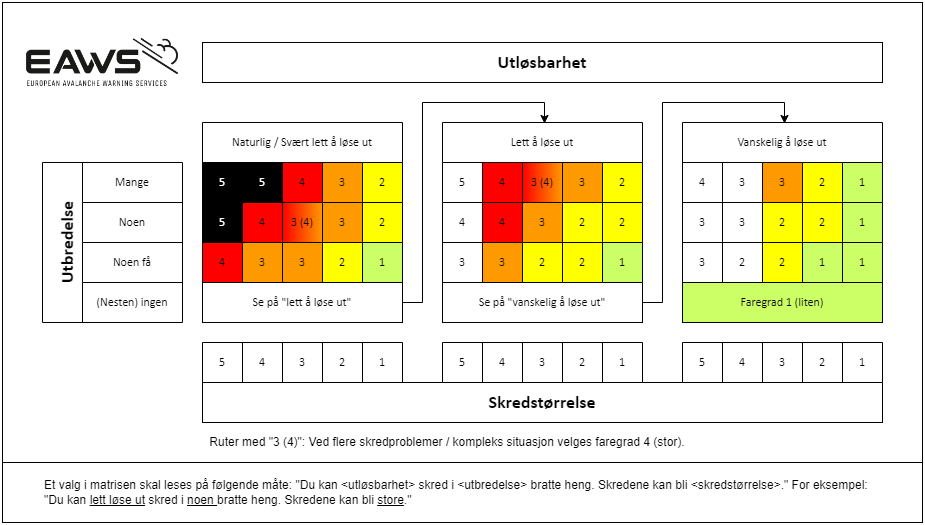 EAWS
EUROPEAN AVALANCHE WARNING SERVICES
Utløsbarhet
Naturlig / Svært lett å løse ut
Lett å løse ut
Vanskelig å løse ut
Utbredelse
Mange
5 5 4 3 2
5 4 3 (4) 3 2
4 3 3 2 1
Noen
5 4 3 (4) 3 2
4 4 3 2 2
3 3 2 2 1
Noen få
4 3 3 2 1
3 3 2 2 1
3 2 2 1 1
(Nesten) ingen
Se på "lett å løse ut"
Se på "vanskelig å løse ut"
Faregrad 1 (liten)
5 4 3 2 1
5 4 3 2 1
5 4 3 2 1
Skredstørrelse
Ruter med "3 (4)": Ved flere skredproblemer / kompleks situasjon velges faregrad 4 (stor).
Et valg i matrisen skal leses på følgende måte: "Du kan <utløsbarhet> skred i <utbredelse> bratte heng. Skredene kan bli <skredstørrelse>." For eksempel:
"Du kan lett løse ut skred i noen bratte heng. Skredene kan bli store."